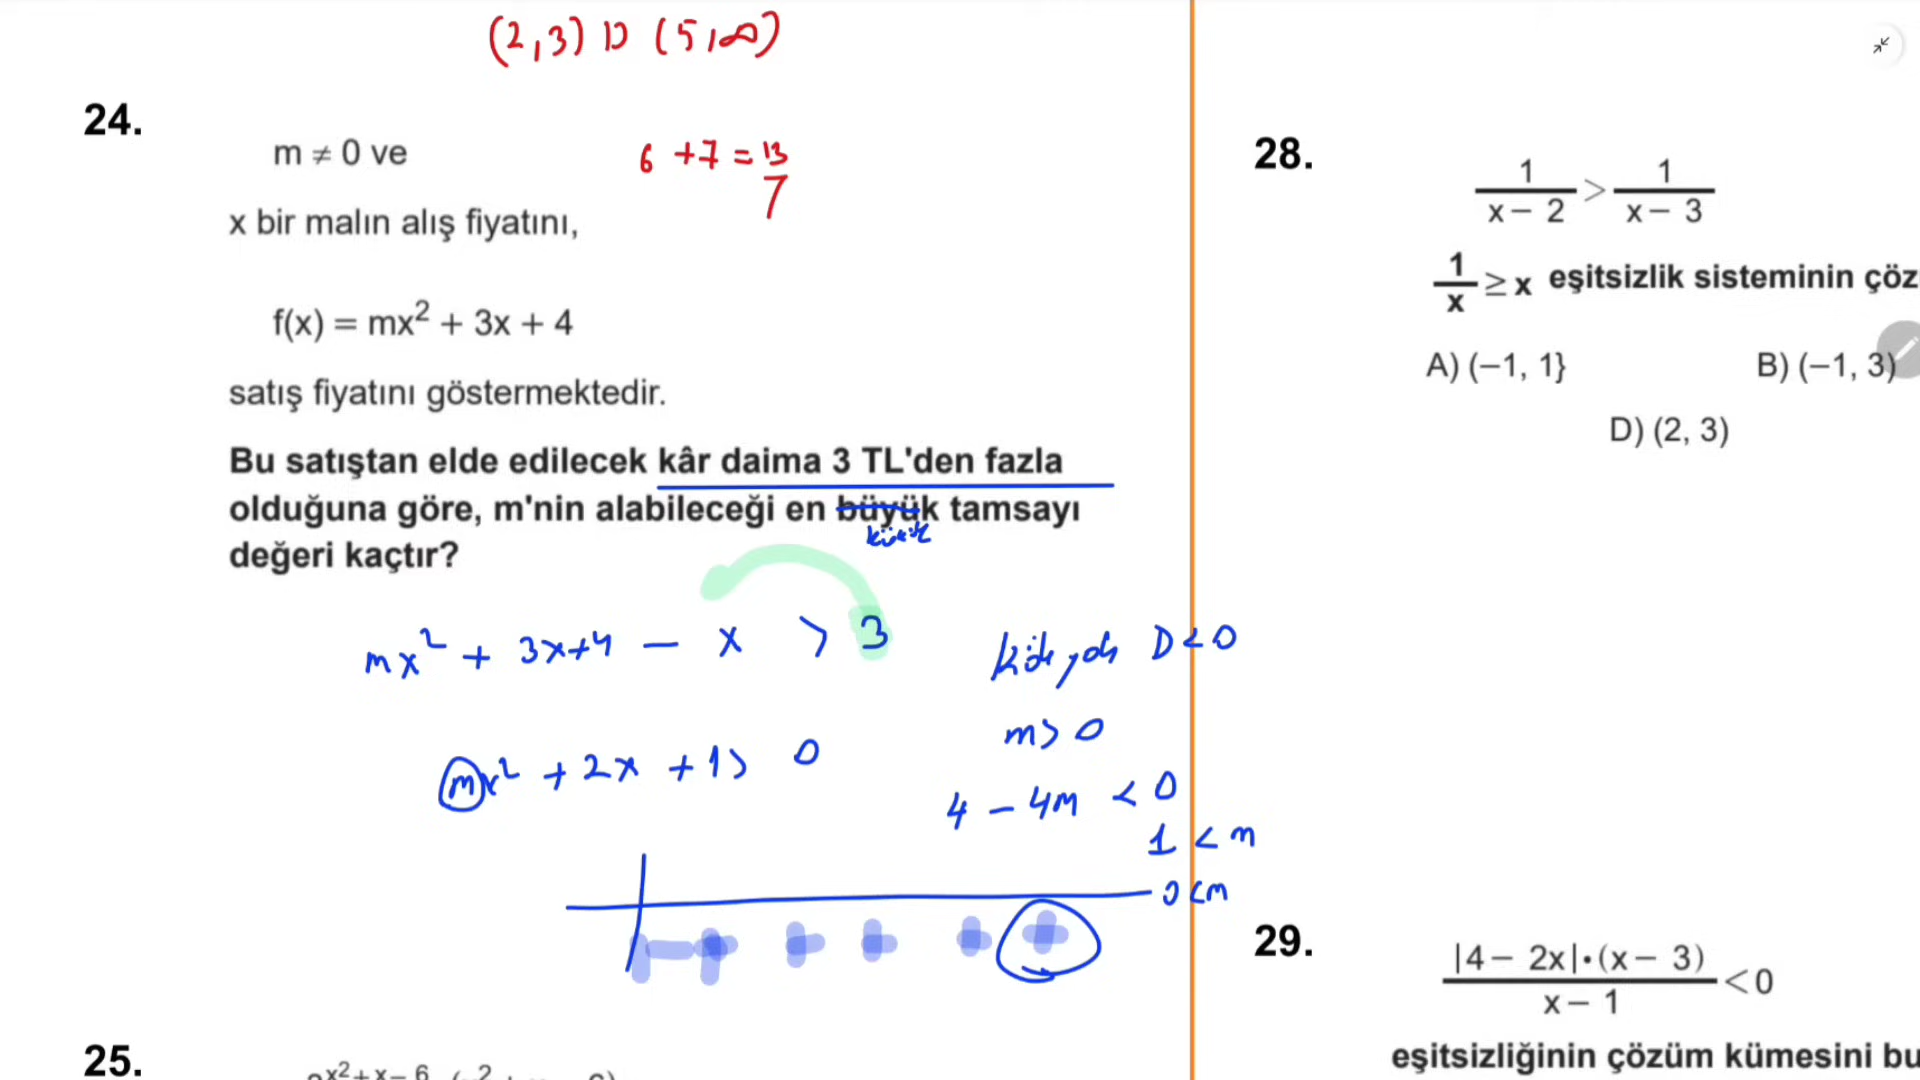 (2,3) ∪ (5,∞)
24.
m ≠ 0 ve
6 + 7 = 13
7
x bir malın alış fiyatını,
f(x) = mx² + 3x + 4
satış fiyatını göstermektedir.
Bu satıştan elde edilecek kâr daima 3 TL'den fazla
olduğuna göre, m'nin alabileceği en büyük tamsayı
küçük
değeri kaçtır?
mx² + 3x+4 − x > 3
mx² + 2x + 1 > 0
kök yok D < 0
m > 0
4 − 4m < 0
1 < m
0 < m
25.
28.
1/(x − 2) > 1/(x − 3)
1/x ≥ x eşitsizlik sisteminin çöz
A) (−1, 1}
B) (−1, 3)
D) (2, 3)
29.
|4 − 2x|•(x − 3)/(x − 1) < 0
eşitsizliğinin çözüm kümesini bu